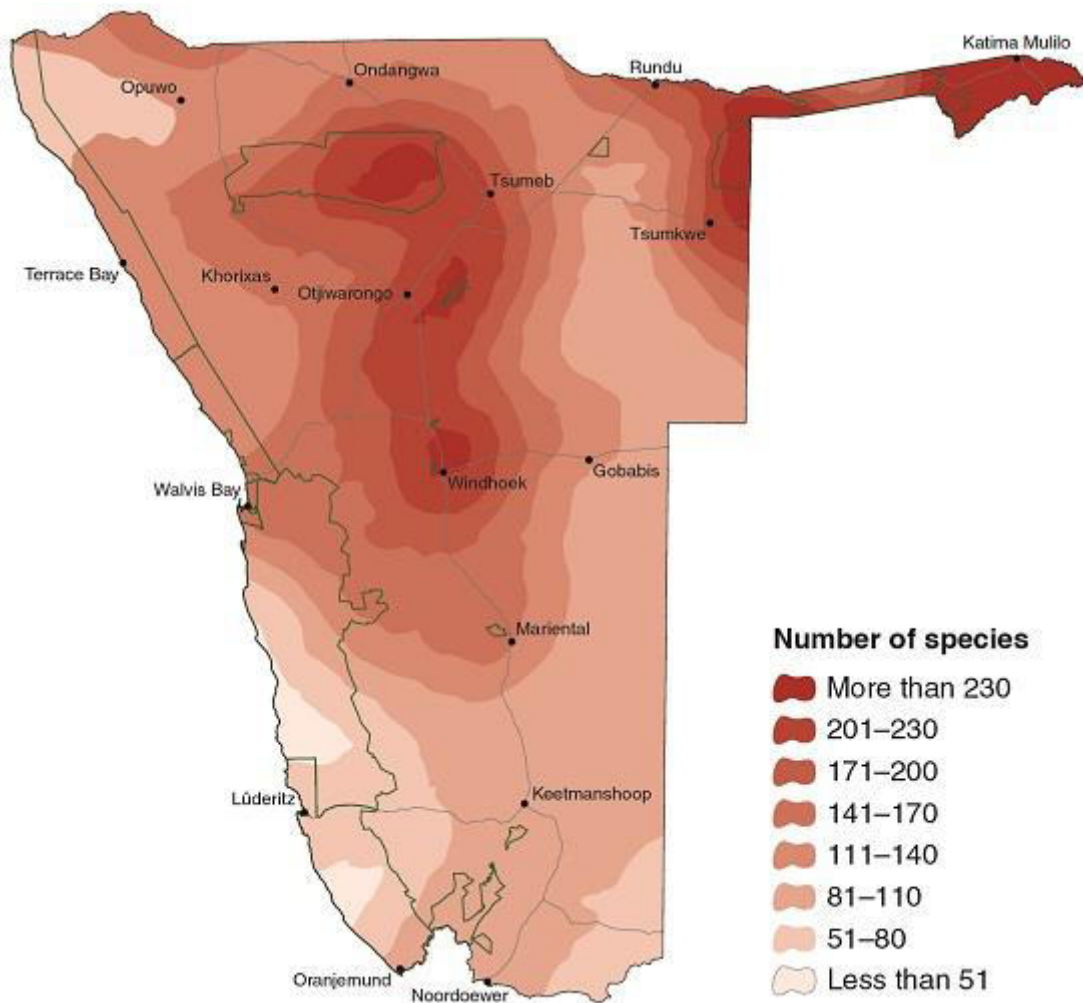 Katima Mulilo
Ondangwa
Rundu
Opuwo
Tsumeb
Tsumkwe
Terrace Bay
Khorixas
Otjiwarongo
Gobabis
Windhoek
Walvis Bay
Mariental
Number of species
More than 230
201–230
171–200
141–170
111–140
81–110
51–80
Less than 51
Lûderitz
Keetmanshoop
Oranjemund
Noordoewer